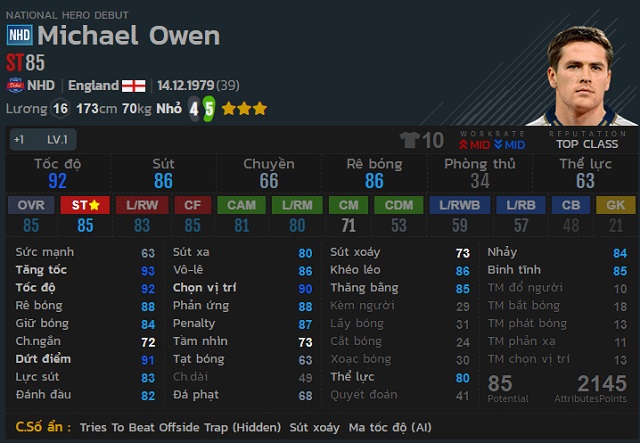 NATIONAL HERO DEBUT
NHD Michael Owen
ST 85
NHD England 14.12.1979 (39)
Lương 16 173cm 70kg Nhỏ 4 5
+1 LV.1 10 WORKRATE MID MID REPUTATION TOP CLASS
Tốc độ Sút Chuyền Rê bóng Phòng thủ Thể lực
92 86 66 86 34 63
OVR ST L/RW CF CAM L/RM CM CDM L/RWB L/RB CB GK
85 85 83 85 81 80 71 53 59 57 48 21
Sức mạnh 63 Sút xa 80 Sút xoáy 73 Nhảy 84
Tăng tốc 93 Vô-lê 86 Khéo léo 86 Bình tĩnh 85
Tốc độ 92 Chọn vị trí 90 Thăng bằng 85 TM đổ người 10
Rê bóng 88 Phản ứng 88 Kèm người 29 TM bắt bóng 18
Giữ bóng 84 Penalty 87 Lấy bóng 31 TM phát bóng 13
Ch.ngắn 72 Tầm nhìn 73 Cắt bóng 24 TM phản xạ 11
Dứt điểm 91 Tạt bóng 63 Xoạc bóng 30 TM chọn vị trí 13
Lực sút 83 Ch.dài 49 Thể lực 80 85 2145
Đánh đầu 82 Đá phạt 68 Quyết đoán 41 Potential AttributesPoints
C.Số ẩn : Tries To Beat Offside Trap (Hidden) Sút xoáy Ma tốc độ (AI)